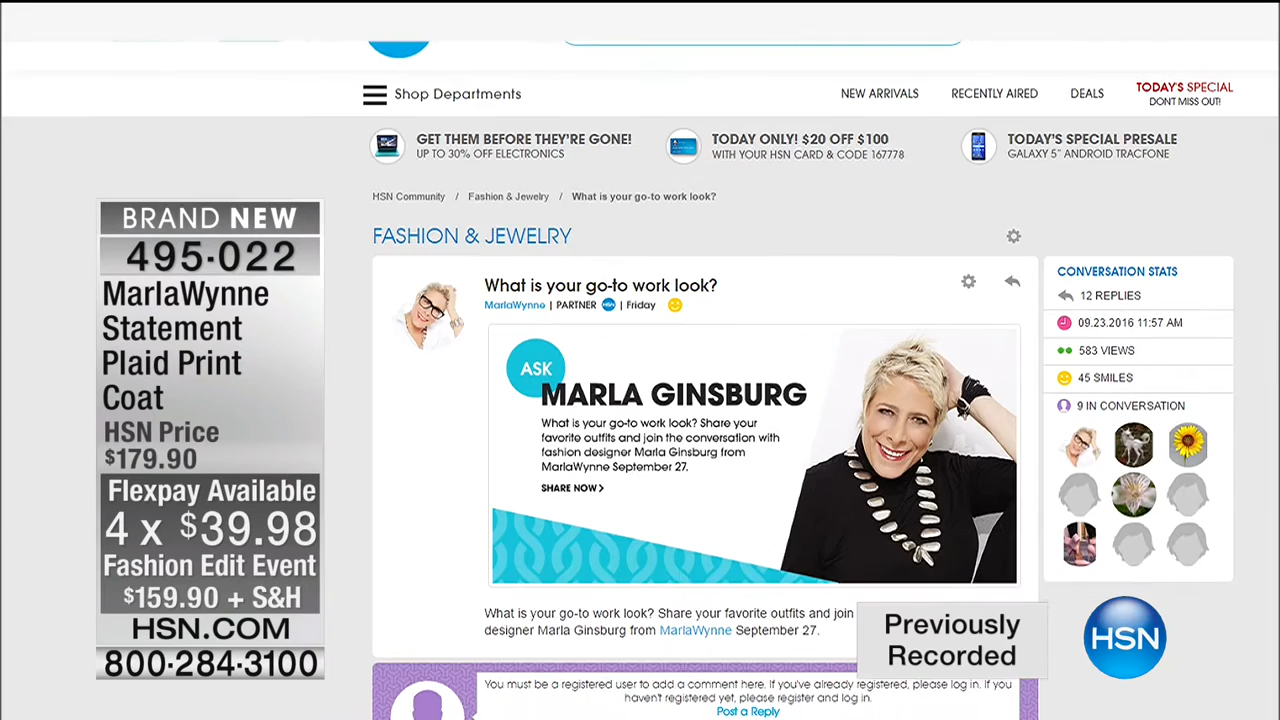 Shop Departments
NEW ARRIVALS
RECENTLY AIRED
DEALS
TODAY'S SPECIAL
DON'T MISS OUT!
GET THEM BEFORE THEY'RE GONE!
UP TO 30% OFF ELECTRONICS
TODAY ONLY! $20 OFF $100
WITH YOUR HSN CARD & CODE 167778
TODAY'S SPECIAL PRESALE
GALAXY 5" ANDROID TRACFONE
HSN Community / Fashion & Jewelry / What is your go-to work look?
FASHION & JEWELRY
BRAND NEW
495-022
MarlaWynne
Statement
Plaid Print
Coat
HSN Price
$179.90
Flexpay Available
4 x $39.98
Fashion Edit Event
$159.90 + S&H
HSN.COM
800-284-3100
What is your go-to work look?
MarlaWynne | PARTNER HSN | Friday
ASK
MARLA GINSBURG
What is your go-to work look? Share your
favorite outfits and join the conversation with
fashion designer Marla Ginsburg from
MarlaWynne September 27.
SHARE NOW >
What is your go-to work look? Share your favorite outfits and join
designer Marla Ginsburg from MarlaWynne September 27.
You must be a registered user to add a comment here. If you've already registered, please log in. If you
haven't registered yet, please register and log in.
Post a Reply
CONVERSATION STATS
12 REPLIES
09.23.2016 11:57 AM
583 VIEWS
45 SMILES
9 IN CONVERSATION
Previously
Recorded
HSN